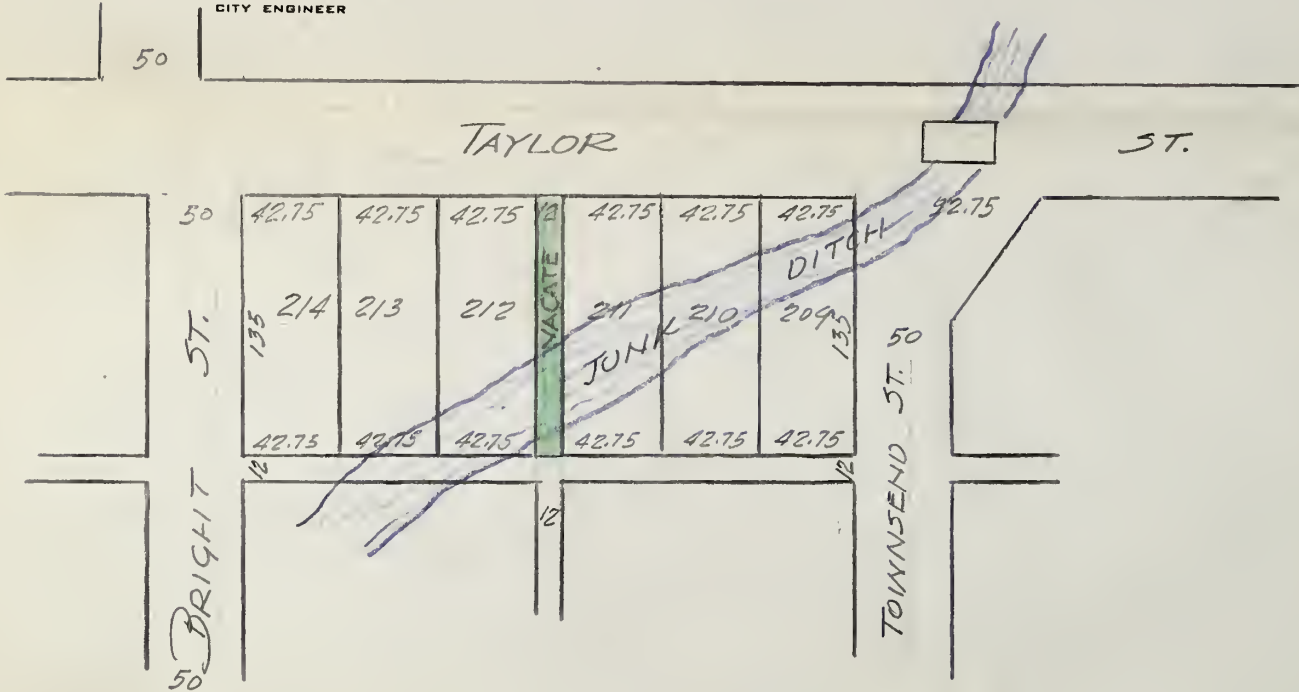 CITY ENGINEER
50
TAYLOR ST.
50 42.75 42.75 42.75 12 42.75 42.75 42.75 42.75
VACATE
DITCH
214 213 212 211 210 209
135
135
50
JUNK
ST.
42.75 42.75 42.75 42.75 42.75 42.75
12
12
12
BRIGHT
TOWNSEND ST.
50